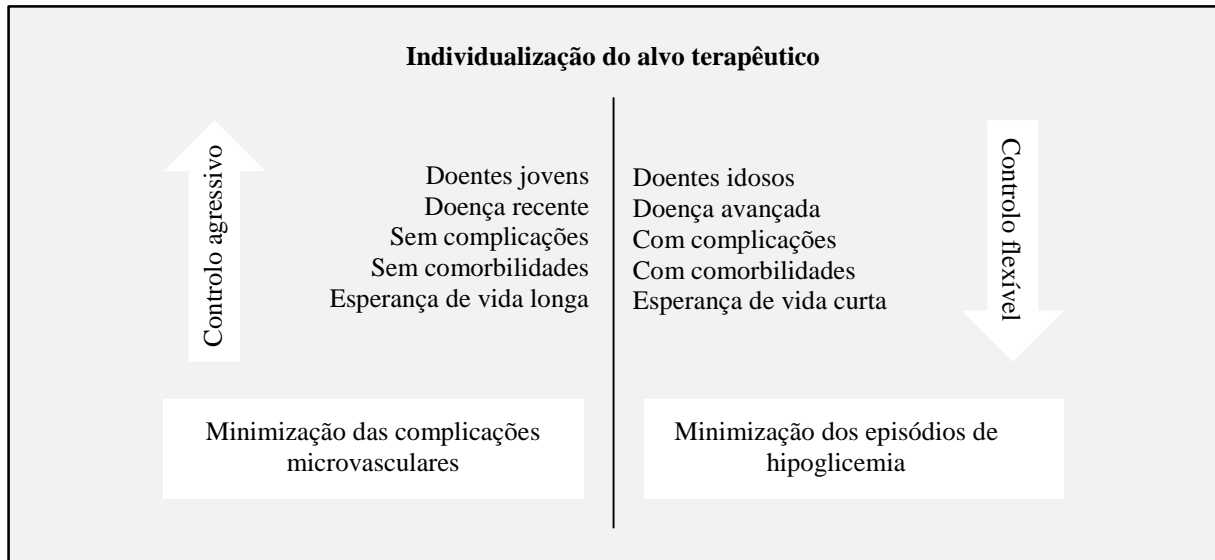 Individualização do alvo terapêutico
Controlo agressivo
Doentes jovens
Doença recente
Sem complicações
Sem comorbilidades
Esperança de vida longa
Minimização das complicações
microvasculares
Doentes idosos
Doença avançada
Com complicações
Com comorbilidades
Esperança de vida curta
Controlo flexível
Minimização dos episódios de
hipoglicemia